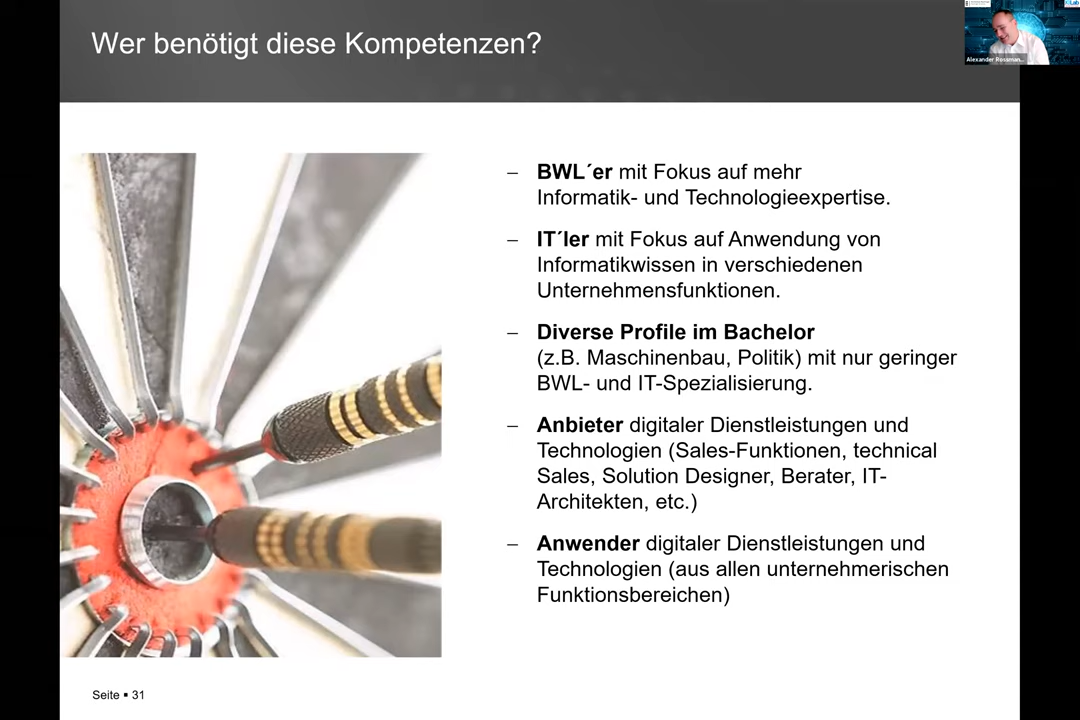 Wer benötigt diese Kompetenzen?
Alexander Rossman...
– BWL´er mit Fokus auf mehr
Informatik- und Technologieexpertise.
– IT´ler mit Fokus auf Anwendung von
Informatikwissen in verschiedenen
Unternehmensfunktionen.
– Diverse Profile im Bachelor
(z.B. Maschinenbau, Politik) mit nur geringer
BWL- und IT-Spezialisierung.
– Anbieter digitaler Dienstleistungen und
Technologien (Sales-Funktionen, technical
Sales, Solution Designer, Berater, IT-
Architekten, etc.)
– Anwender digitaler Dienstleistungen und
Technologien (aus allen unternehmerischen
Funktionsbereichen)
Seite ▪ 31